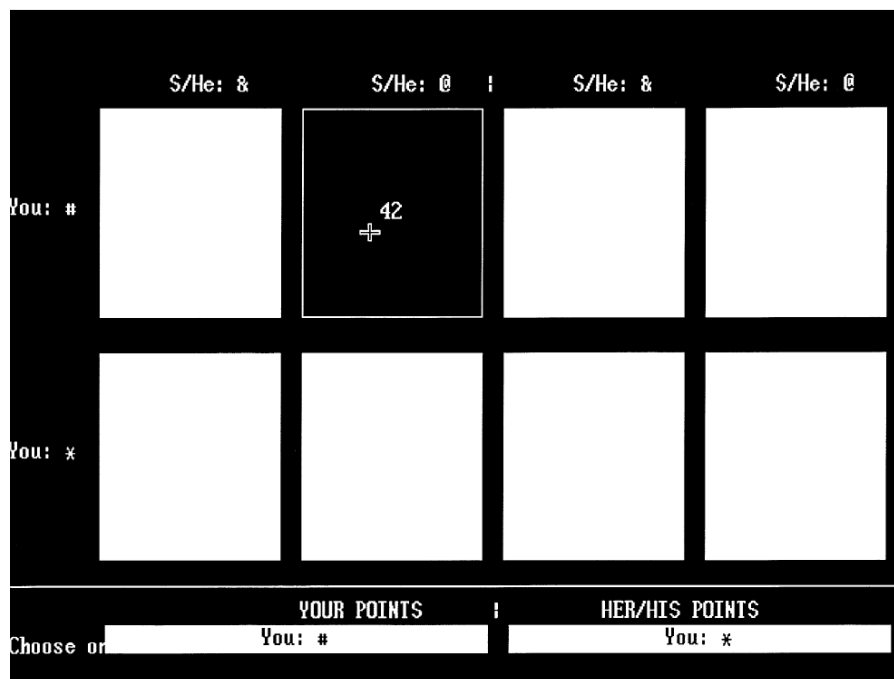 S/He: & S/He: @ ¦ S/He: & S/He: @
You: #
42
You: *
YOUR POINTS ¦ HER/HIS POINTS
Choose or You: # You: *